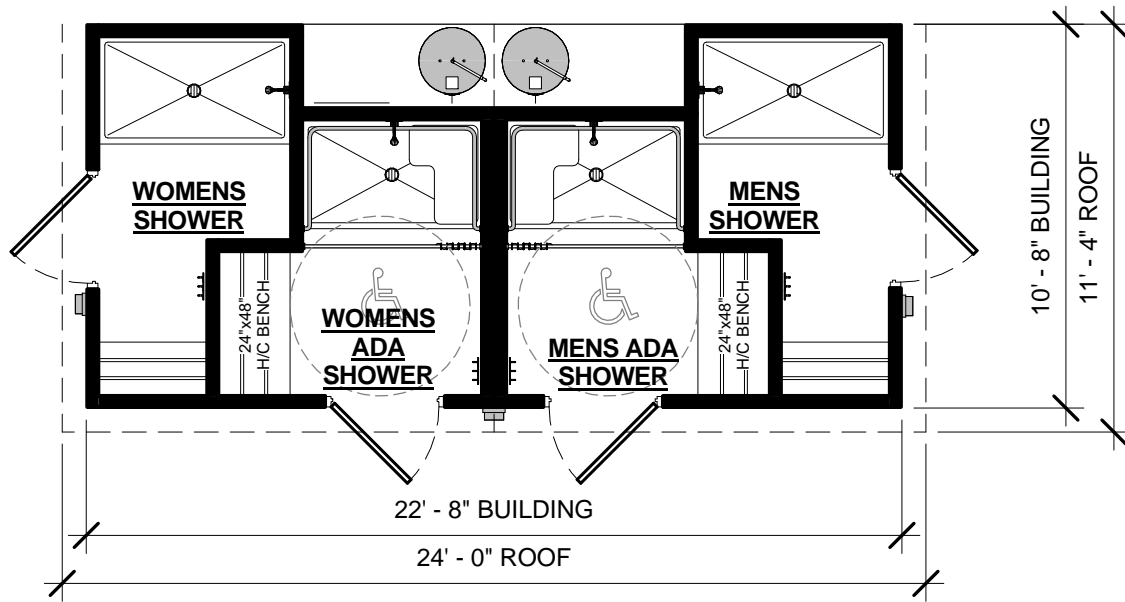 WOMENS
SHOWER
MENS
SHOWER
24"x48"
H/C BENCH
WOMENS
ADA
SHOWER
MENS ADA
SHOWER
24"x48"
H/C BENCH
10' - 8" BUILDING
11' - 4" ROOF
22' - 8" BUILDING
24' - 0" ROOF